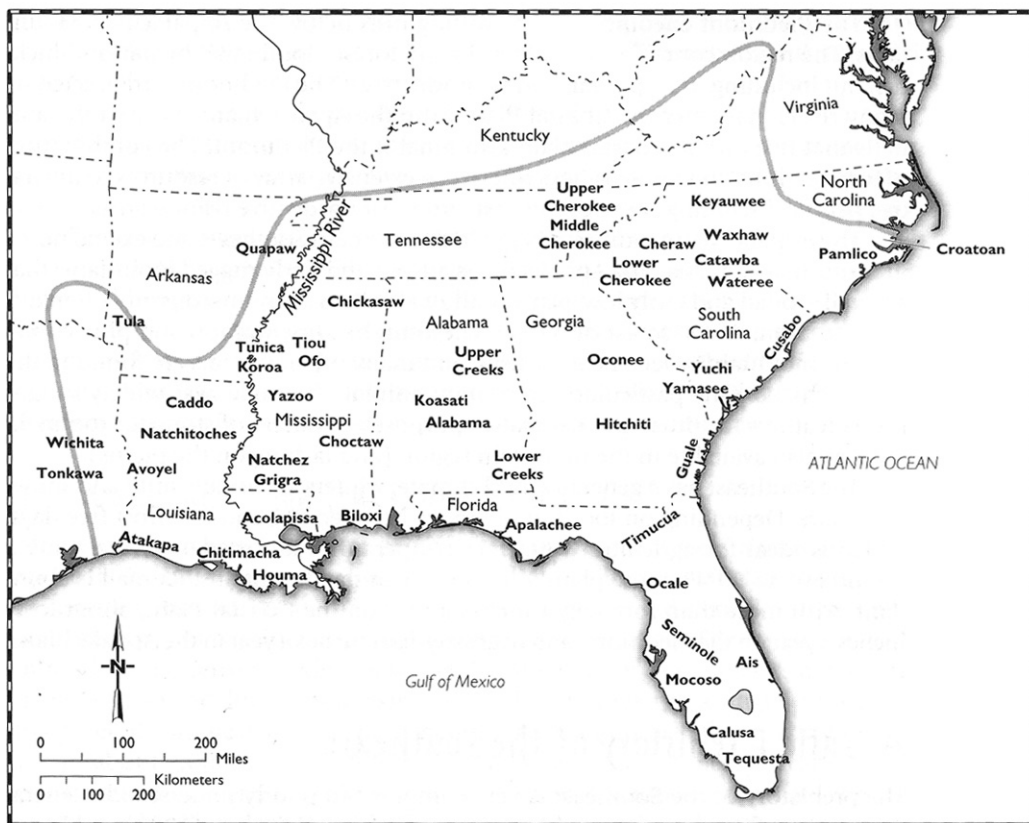 Virginia
Kentucky
North
Carolina
Upper
Cherokee
Keyauwee
Middle
Cherokee
Waxhaw
Croatoan
Quapaw
Mississippi River
Tennessee
Cheraw
Catawba
Pamlico
Arkansas
Lower
Cherokee
Wateree
Chickasaw
Tula
Alabama
Georgia
South
Carolina
Cusabo
Tunica
Koroa
Tiou
Ofo
Upper
Creeks
Oconee
Yuchi
Yamasee
Caddo
Yazoo
Koasati
Alabama
Mississippi
Hitchiti
Natchitoches
Choctaw
Wichita
Tonkawa
Avoyel
Natchez
Grigra
Lower
Creeks
Guale
ATLANTIC OCEAN
Louisiana
Acolapissa
Biloxi
Florida
Apalachee
Timucua
Atakapa
Chitimacha
Houma
Ocale
Seminole
Ais
Mocoso
N
Gulf of Mexico
Calusa
Tequesta
0 100 200
Miles
Kilometers
0 100 200